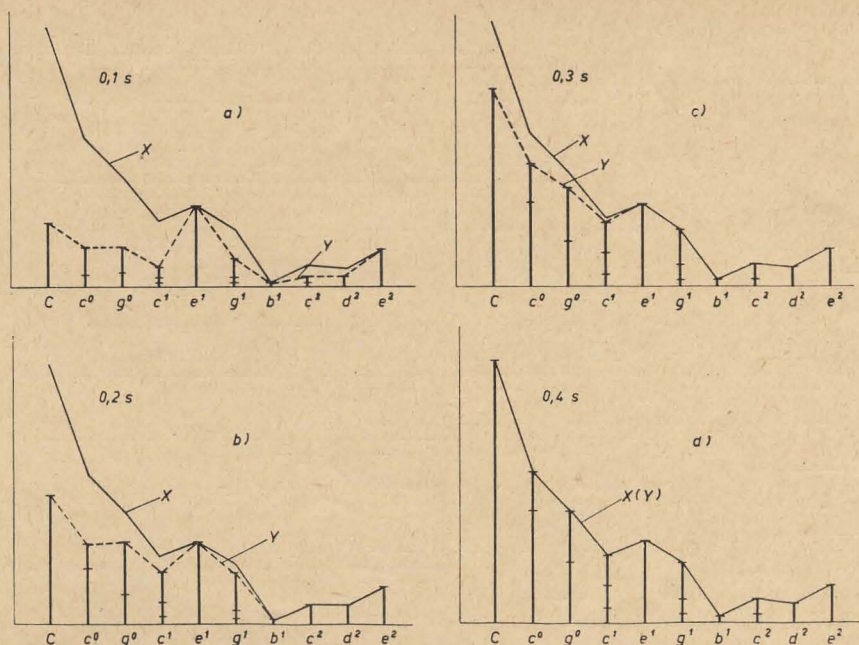 0,1 s
a)
X
Y
C c⁰ g⁰ c¹ e¹ g¹ b¹ c² d² e²
0,3 s
c)
X
Y
C c⁰ g⁰ c¹ e¹ g¹ b¹ c² d² e²
0,2 s
b)
X
Y
C c⁰ g⁰ c¹ e¹ g¹ b¹ c² d² e²
0,4 s
d)
X(Y)
C c⁰ g⁰ c¹ e¹ g¹ b¹ c² d² e²